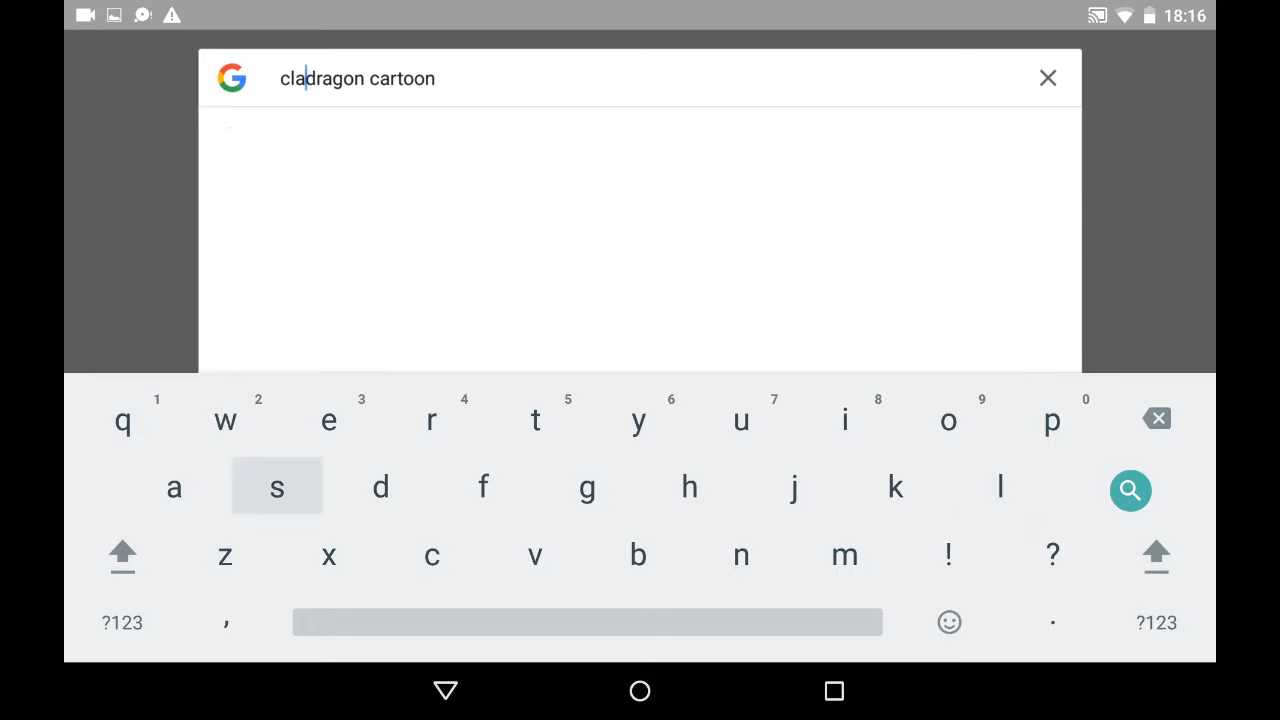 18:16
cladragon cartoon
1 2 3 4 5 6 7 8 9 0
q w e r t y u i o p
a s d f g h j k l
z x c v b n m ! ?
?123 , . ?123